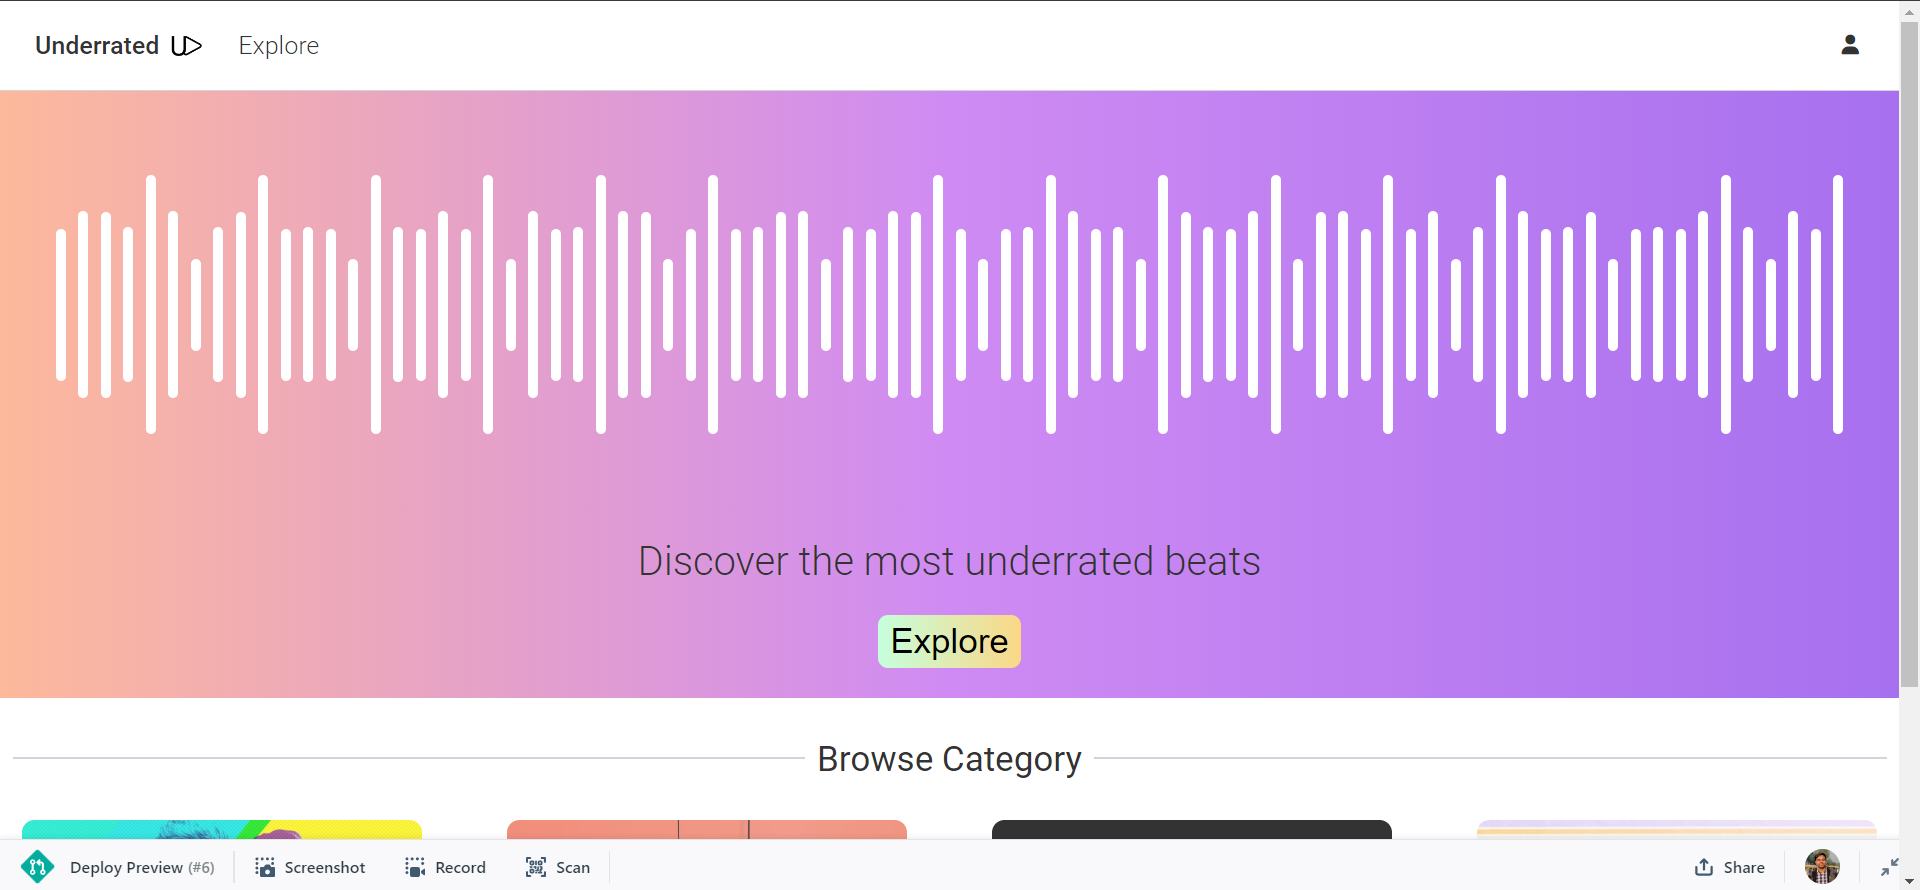 Underrated U▷ Explore
Discover the most underrated beats
Explore
Browse Category
Deploy Preview (#6) Screenshot Record Scan Share